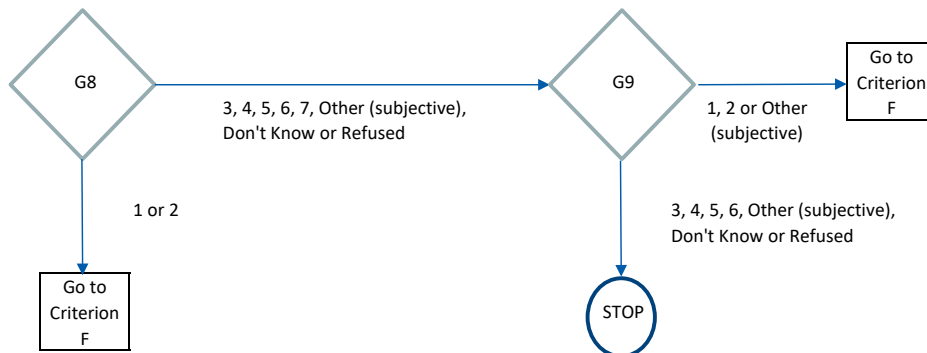 G8
3, 4, 5, 6, 7, Other (subjective),
Don't Know or Refused
G9
1, 2 or Other
(subjective)
Go to
Criterion
F
1 or 2
3, 4, 5, 6, Other (subjective),
Don't Know or Refused
Go to
Criterion
F
STOP